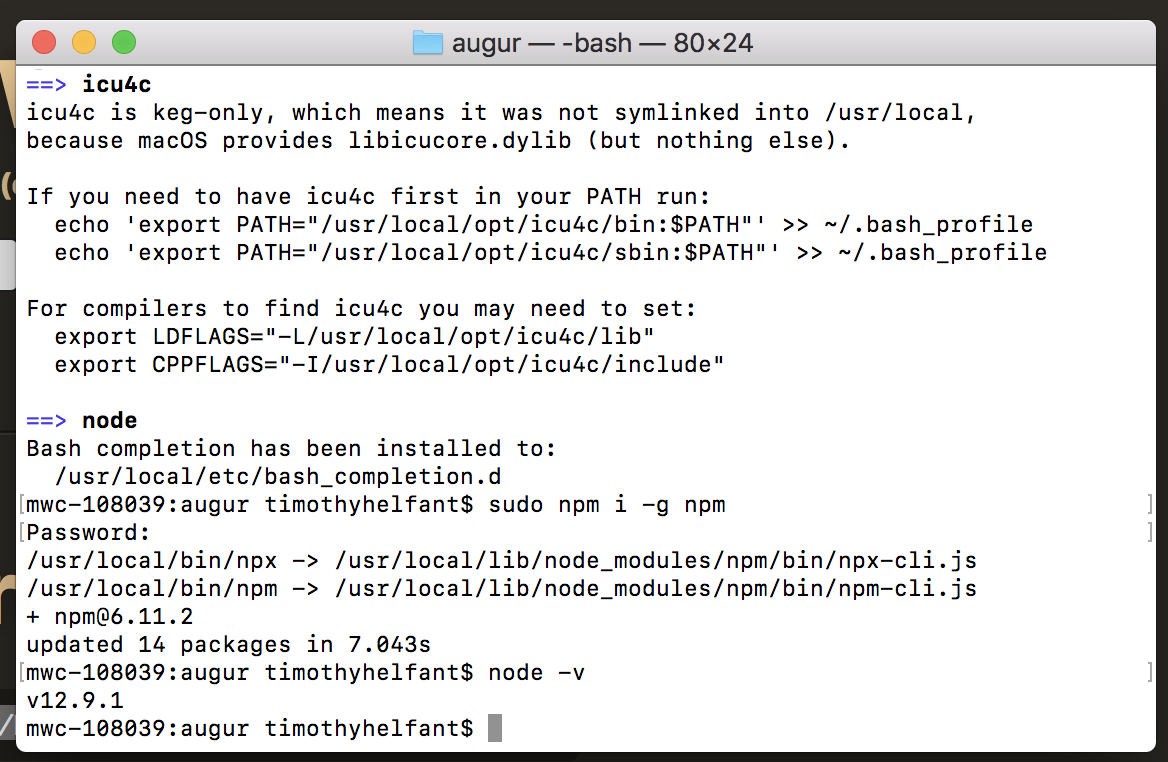 augur — -bash — 80×24
==> icu4c
icu4c is keg-only, which means it was not symlinked into /usr/local,
because macOS provides libicucore.dylib (but nothing else).
If you need to have icu4c first in your PATH run:
  echo 'export PATH="/usr/local/opt/icu4c/bin:$PATH"' >> ~/.bash_profile
  echo 'export PATH="/usr/local/opt/icu4c/sbin:$PATH"' >> ~/.bash_profile
For compilers to find icu4c you may need to set:
  export LDFLAGS="-L/usr/local/opt/icu4c/lib"
  export CPPFLAGS="-I/usr/local/opt/icu4c/include"
==> node
Bash completion has been installed to:
  /usr/local/etc/bash_completion.d
[mwc-108039:augur timothyhelfant$ sudo npm i -g npm ]
[Password: ]
/usr/local/bin/npx -> /usr/local/lib/node_modules/npm/bin/npx-cli.js
/usr/local/bin/npm -> /usr/local/lib/node_modules/npm/bin/npm-cli.js
+ npm@6.11.2
updated 14 packages in 7.043s
[mwc-108039:augur timothyhelfant$ node -v ]
v12.9.1
mwc-108039:augur timothyhelfant$